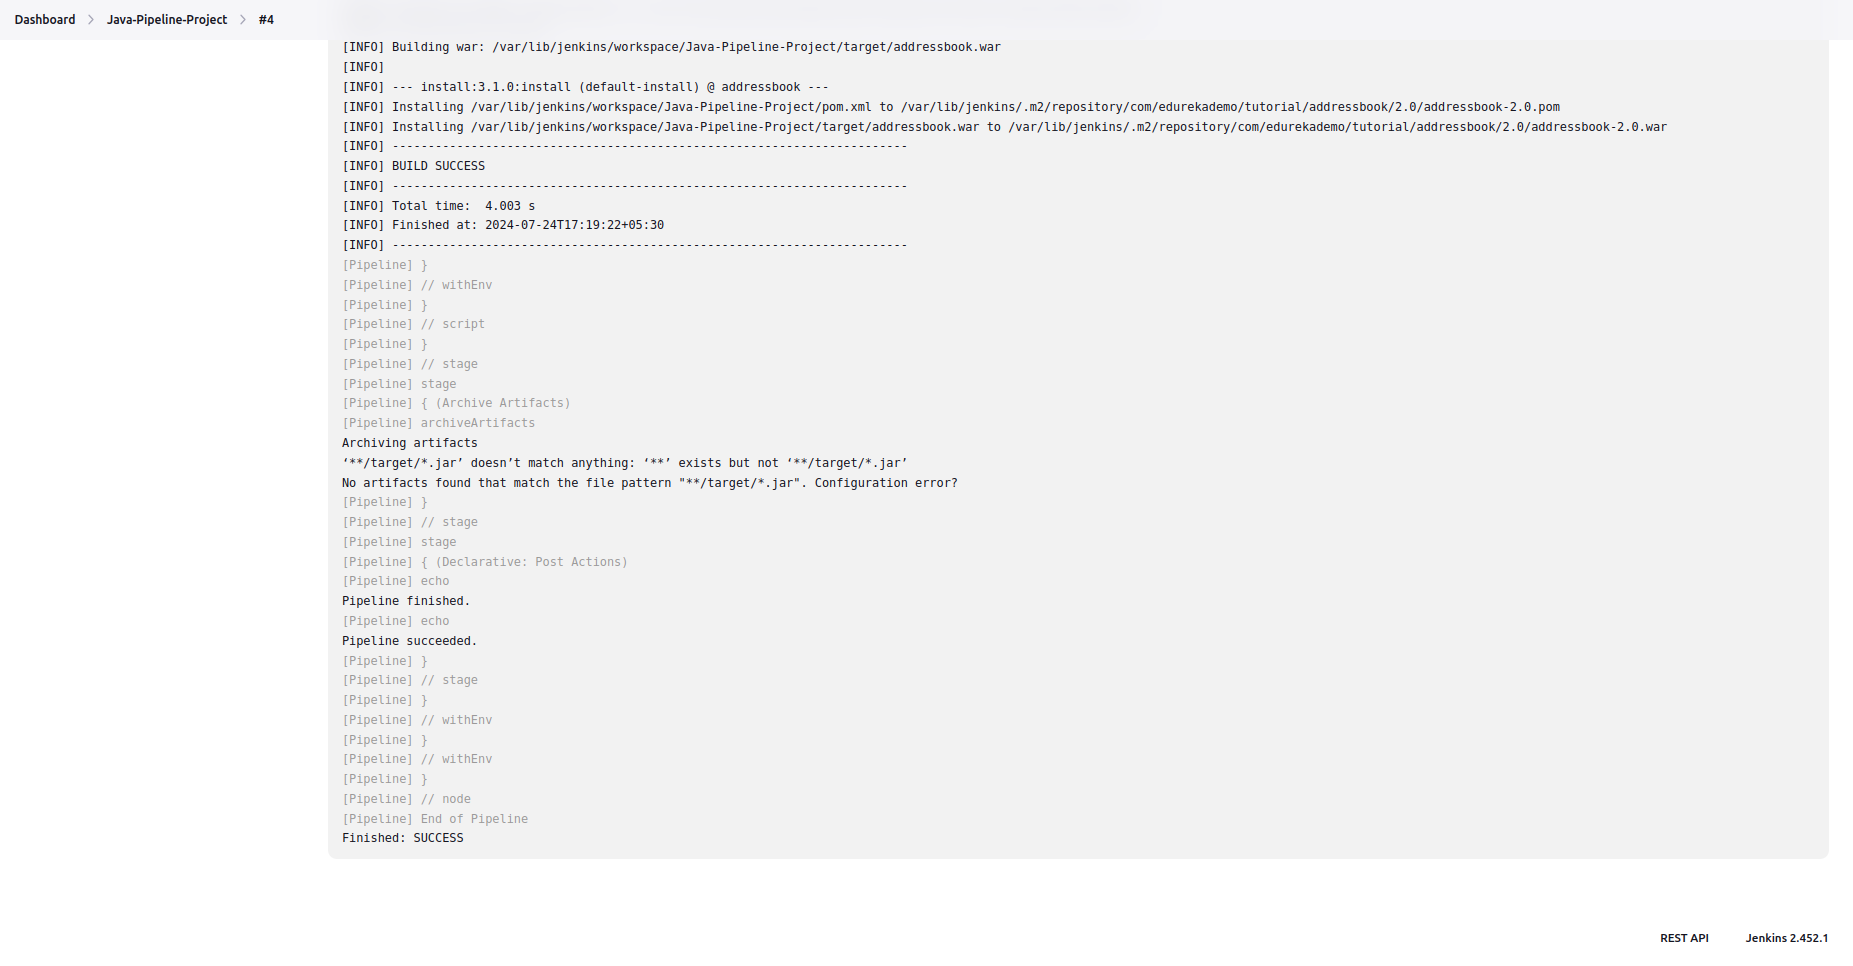 Dashboard > Java-Pipeline-Project > #4
[INFO] Building war: /var/lib/jenkins/workspace/Java-Pipeline-Project/target/addressbook.war
[INFO]
[INFO] --- install:3.1.0:install (default-install) @ addressbook ---
[INFO] Installing /var/lib/jenkins/workspace/Java-Pipeline-Project/pom.xml to /var/lib/jenkins/.m2/repository/com/edurekademo/tutorial/addressbook/2.0/addressbook-2.0.pom
[INFO] Installing /var/lib/jenkins/workspace/Java-Pipeline-Project/target/addressbook.war to /var/lib/jenkins/.m2/repository/com/edurekademo/tutorial/addressbook/2.0/addressbook-2.0.war
[INFO] ------------------------------------------------------------------------
[INFO] BUILD SUCCESS
[INFO] ------------------------------------------------------------------------
[INFO] Total time:  4.003 s
[INFO] Finished at: 2024-07-24T17:19:22+05:30
[INFO] ------------------------------------------------------------------------
[Pipeline] }
[Pipeline] // withEnv
[Pipeline] }
[Pipeline] // script
[Pipeline] }
[Pipeline] // stage
[Pipeline] stage
[Pipeline] { (Archive Artifacts)
[Pipeline] archiveArtifacts
Archiving artifacts
‘**/target/*.jar’ doesn’t match anything: ‘**’ exists but not ‘**/target/*.jar’
No artifacts found that match the file pattern "**/target/*.jar". Configuration error?
[Pipeline] }
[Pipeline] // stage
[Pipeline] stage
[Pipeline] { (Declarative: Post Actions)
[Pipeline] echo
Pipeline finished.
[Pipeline] echo
Pipeline succeeded.
[Pipeline] }
[Pipeline] // stage
[Pipeline] }
[Pipeline] // withEnv
[Pipeline] }
[Pipeline] // withEnv
[Pipeline] }
[Pipeline] // node
[Pipeline] End of Pipeline
Finished: SUCCESS
REST API Jenkins 2.452.1